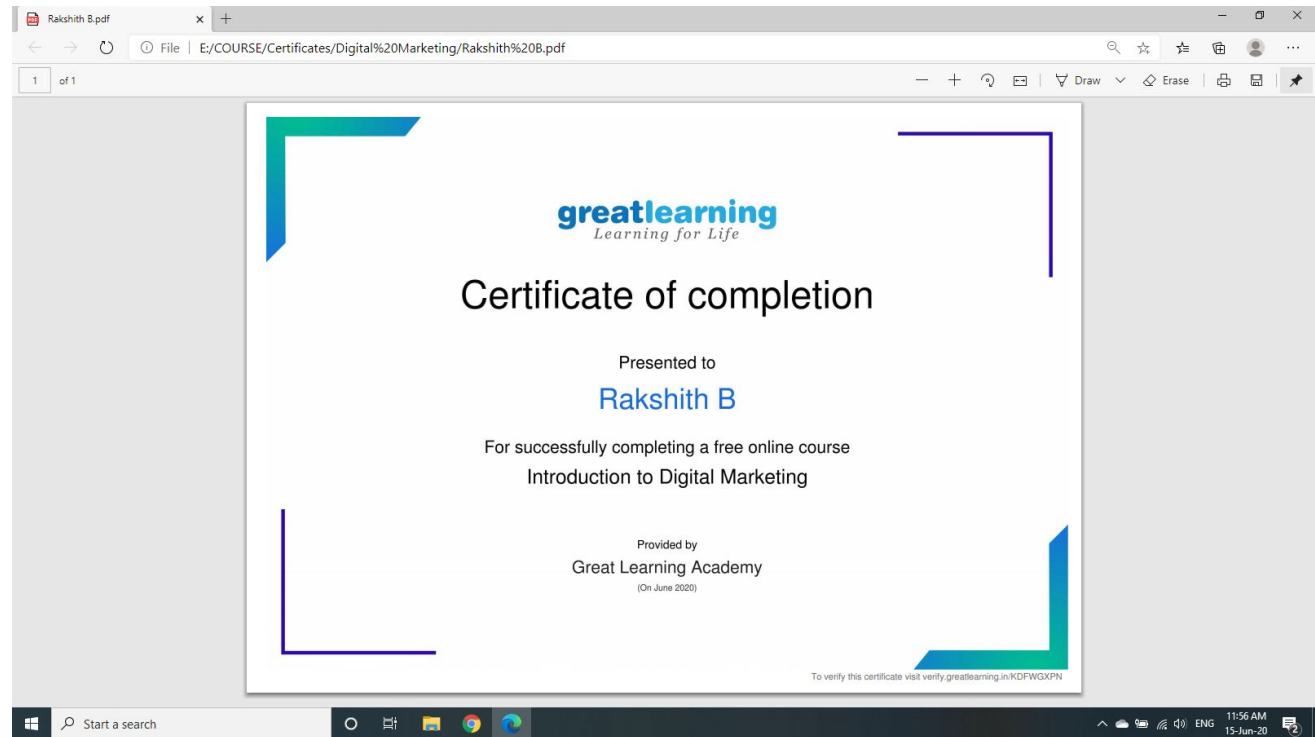 Rakshith B.pdf
File E:/COURSE/Certificates/Digital%20Marketing/Rakshith%20B.pdf
1 of 1 Draw Erase
greatlearning
Learning for Life
Certificate of completion
Presented to
Rakshith B
For successfully completing a free online course
Introduction to Digital Marketing
Provided by
Great Learning Academy
(On June 2020)
To verify this certificate visit verify.greatlearning.in/KDFWGXPN
Start a search ENG 11:56 AM
15-Jun-20 2